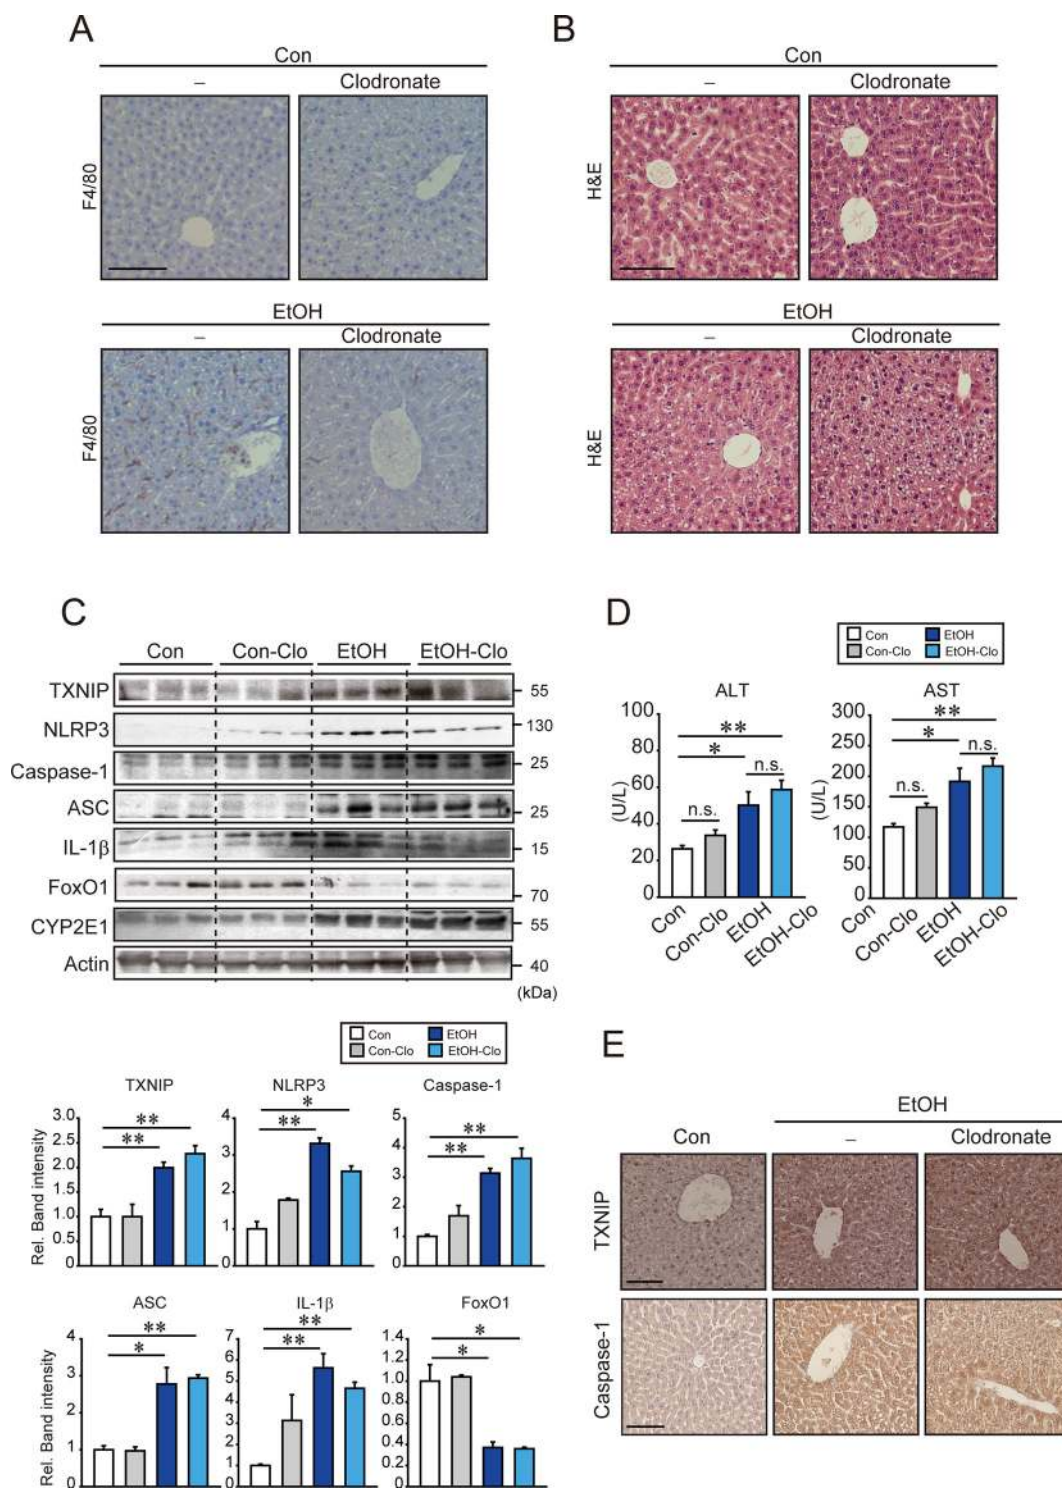 A
Con
– Clodronate
F4/80
EtOH
– Clodronate
F4/80
B
Con
– Clodronate
H&E
EtOH
– Clodronate
H&E
C
Con Con-Clo EtOH EtOH-Clo
TXNIP 55
NLRP3 130
Caspase-1 25
ASC 25
IL-1β 15
FoxO1 70
CYP2E1 55
Actin 40
(kDa)
D
Con EtOH
Con-Clo EtOH-Clo
ALT
(U/L)
100
80
60
40
20
0
**
*
n.s.
n.s.
Con
Con-Clo
EtOH
EtOH-Clo
AST
(U/L)
300
250
200
150
100
50
0
**
*
n.s.
n.s.
Con
Con-Clo
EtOH
EtOH-Clo
Con EtOH
Con-Clo EtOH-Clo
TXNIP
Rel. Band intensity
3.0
2.5
2.0
1.5
1.0
0.5
0
**
**
NLRP3
4
3
2
1
0
*
**
Caspase-1
5
4
3
2
1
0
**
**
ASC
Rel. Band intensity
4
3
2
1
0
**
*
IL-1β
7
6
5
4
3
2
1
0
**
**
FoxO1
1.4
1.2
1.0
0.8
0.6
0.4
0.2
0
*
*
E
EtOH
Con – Clodronate
TXNIP
Caspase-1